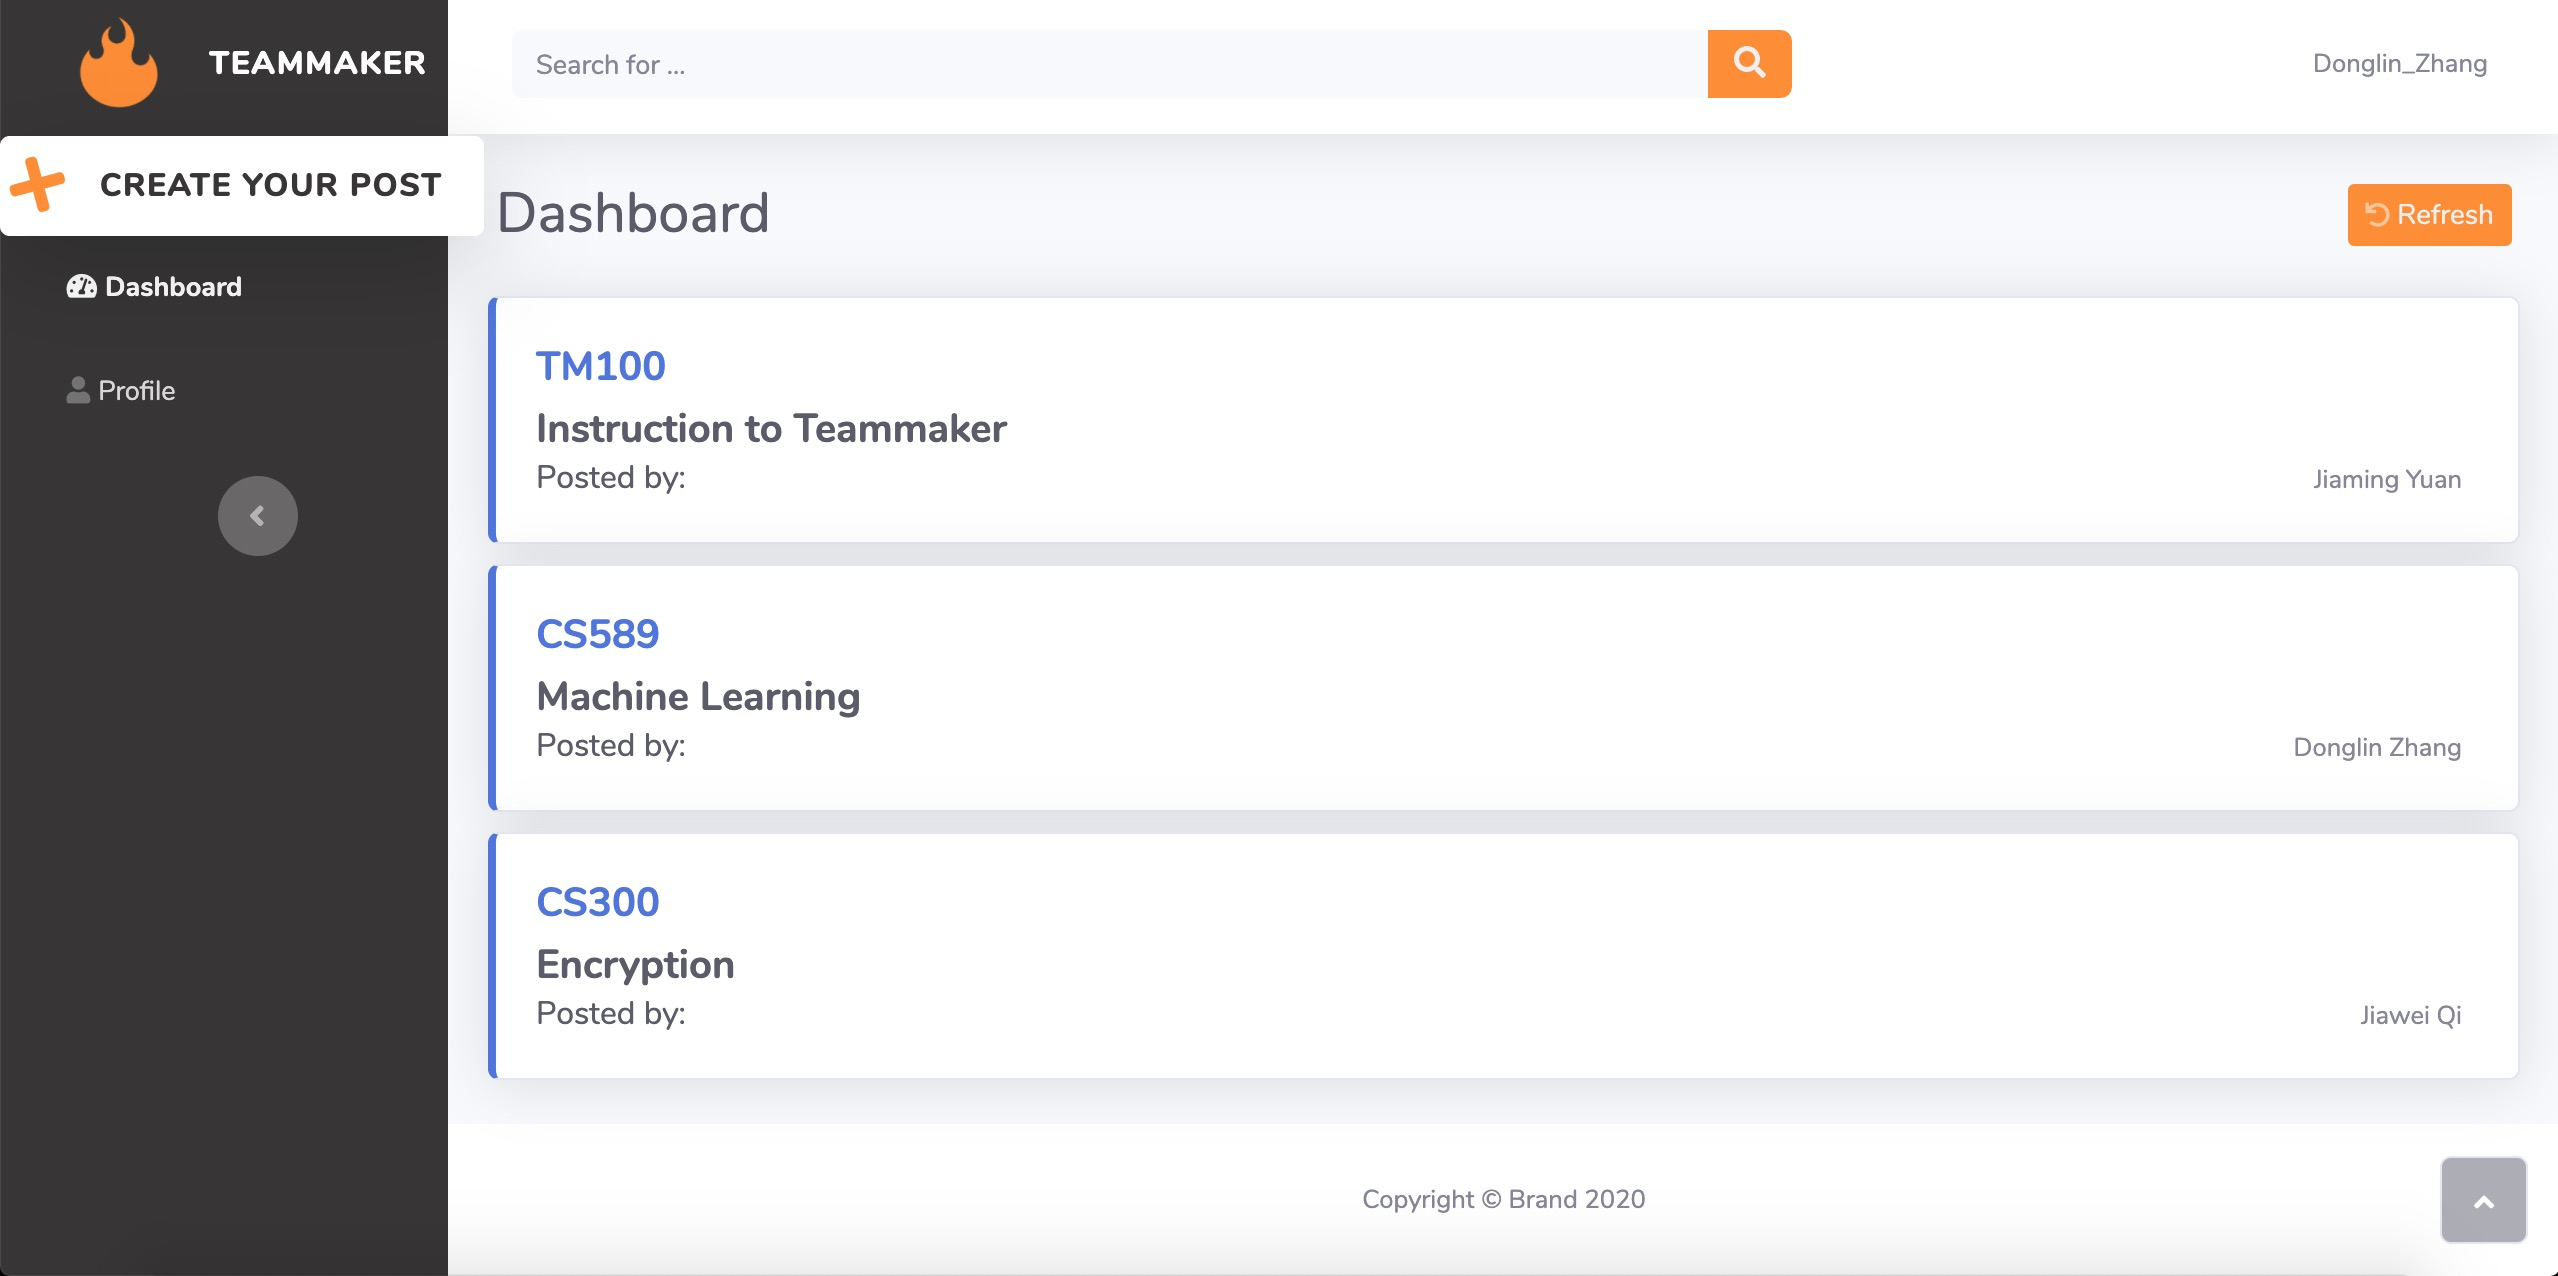 TEAMMAKER
Search for ...
Donglin_Zhang
CREATE YOUR POST
Dashboard
Refresh
Dashboard
Profile
TM100
Instruction to Teammaker
Posted by:
Jiaming Yuan
CS589
Machine Learning
Posted by:
Donglin Zhang
CS300
Encryption
Posted by:
Jiawei Qi
Copyright © Brand 2020